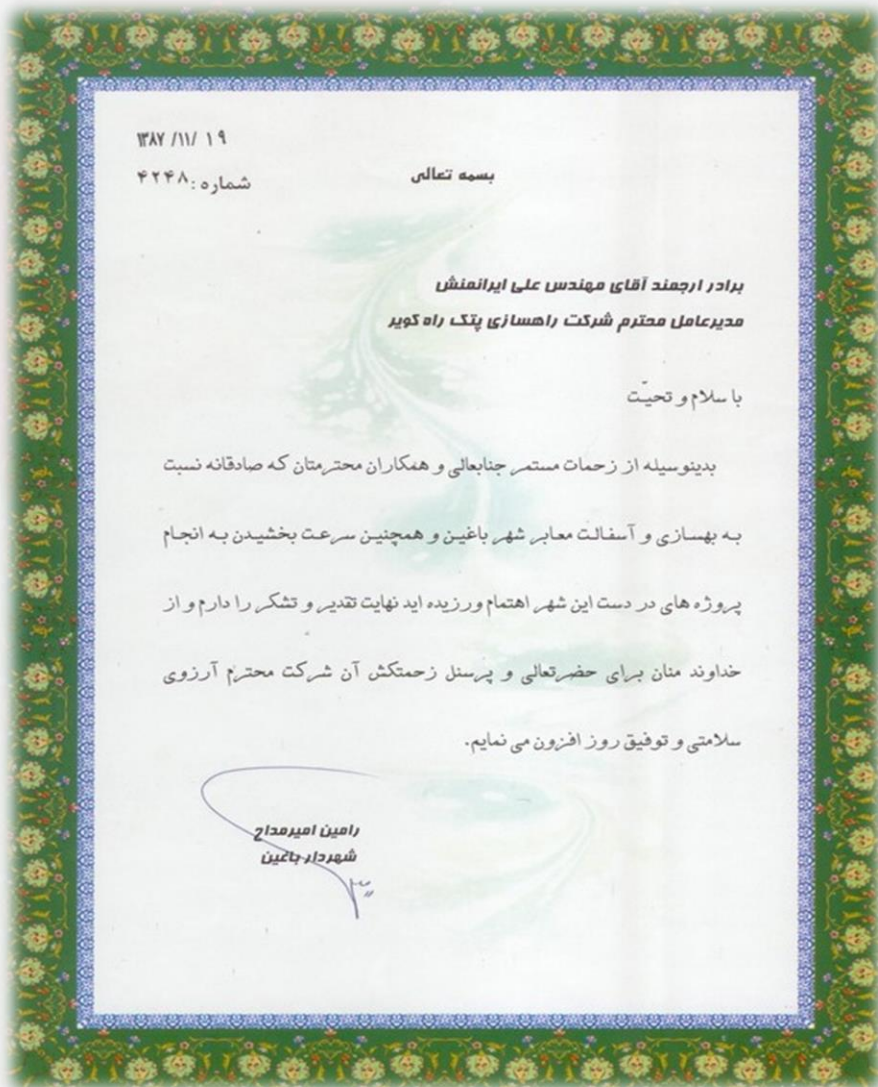 ۱۳۸۷ /۱۱/ ۱۹
شماره :۴۲۴۸
بسمه تعالی
برادر ارجمند آقای مهندس علی ایرانمنش
مدیرعامل محترم شرکت راهسازی پتک راه کویر
با سلام و تحیّت
بدینوسیله از زحمات مستمر جنابعالی و همکاران محترمتان که صادقانه نسبت
به بهسازی و آسفالت معابر شهر باغین و همچنین سرعت بخشیدن به انجام
پروژه های در دست این شهر اهتمام ورزیده اید نهایت تقدیر و تشکر را دارم و از
خداوند منان برای حضرتعالی و پرسنل زحمتکش آن شرکت محترم آرزوی
سلامتی و توفیق روز افزون می نمایم.
رامین امیرمداح
شهردار باغین